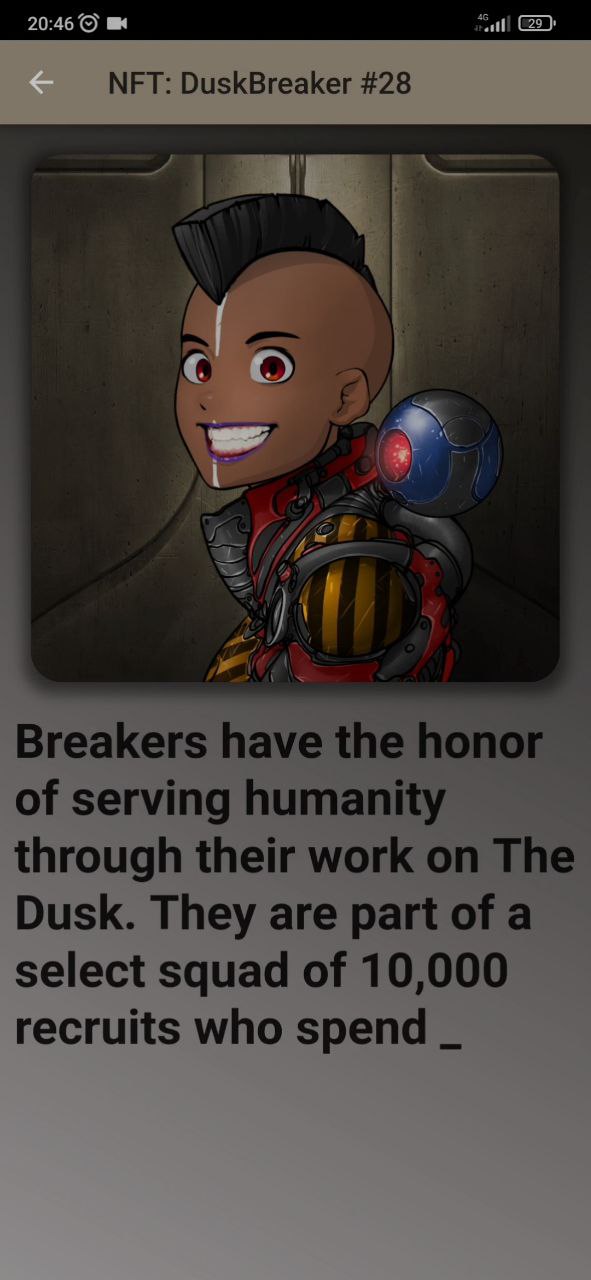 20:46
4G
29
NFT: DuskBreaker #28
Breakers have the honor
of serving humanity
through their work on The
Dusk. They are part of a
select squad of 10,000
recruits who spend _